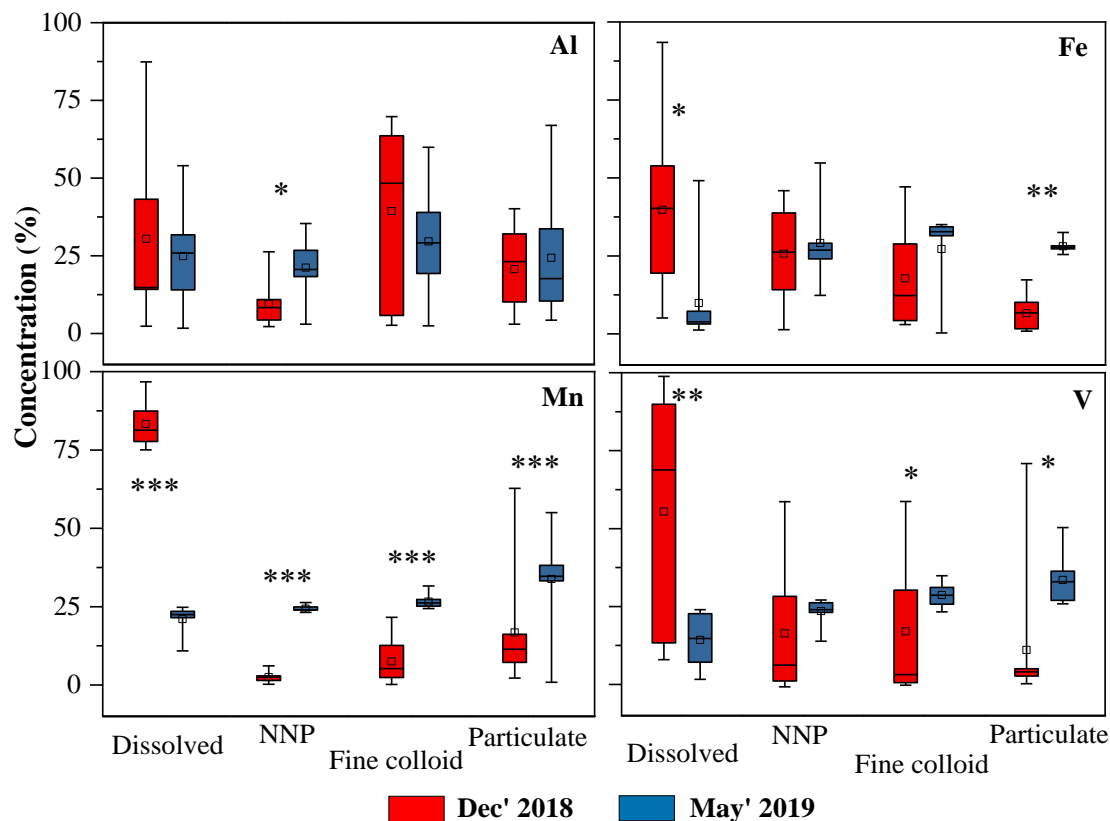 Concentration (%)
100
75
50
25
0
Al
*
Fe
*
**
100
75
50
25
0
Mn
***
***
***
***
V
**
*
*
Dissolved
NNP
Fine colloid
Particulate
Dissolved
NNP
Fine colloid
Particulate
Dec' 2018
May' 2019